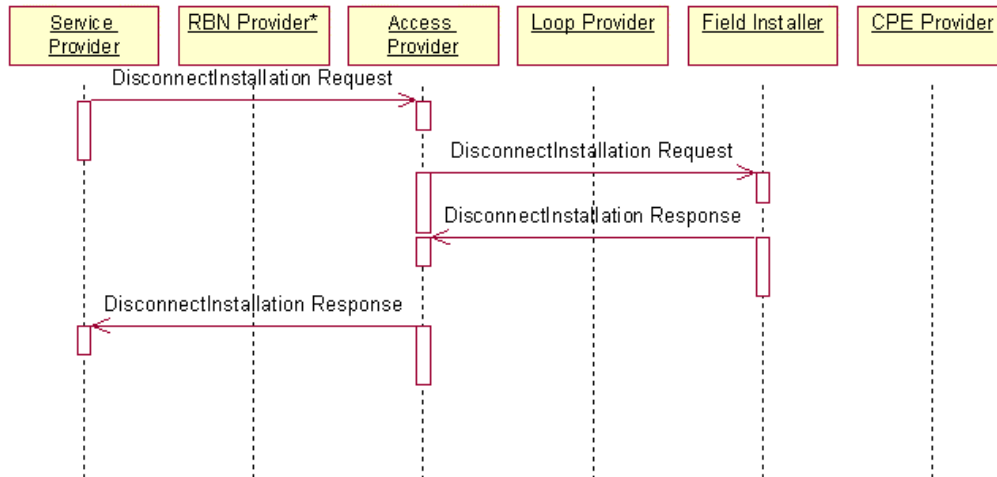 Service
Provider
RBN Provider*
Access
Provider
Loop Provider
Field Installer
CPE Provider
DisconnectInstallation Request
DisconnectInstallation Request
DisconnectInstallation Response
DisconnectInstallation Response